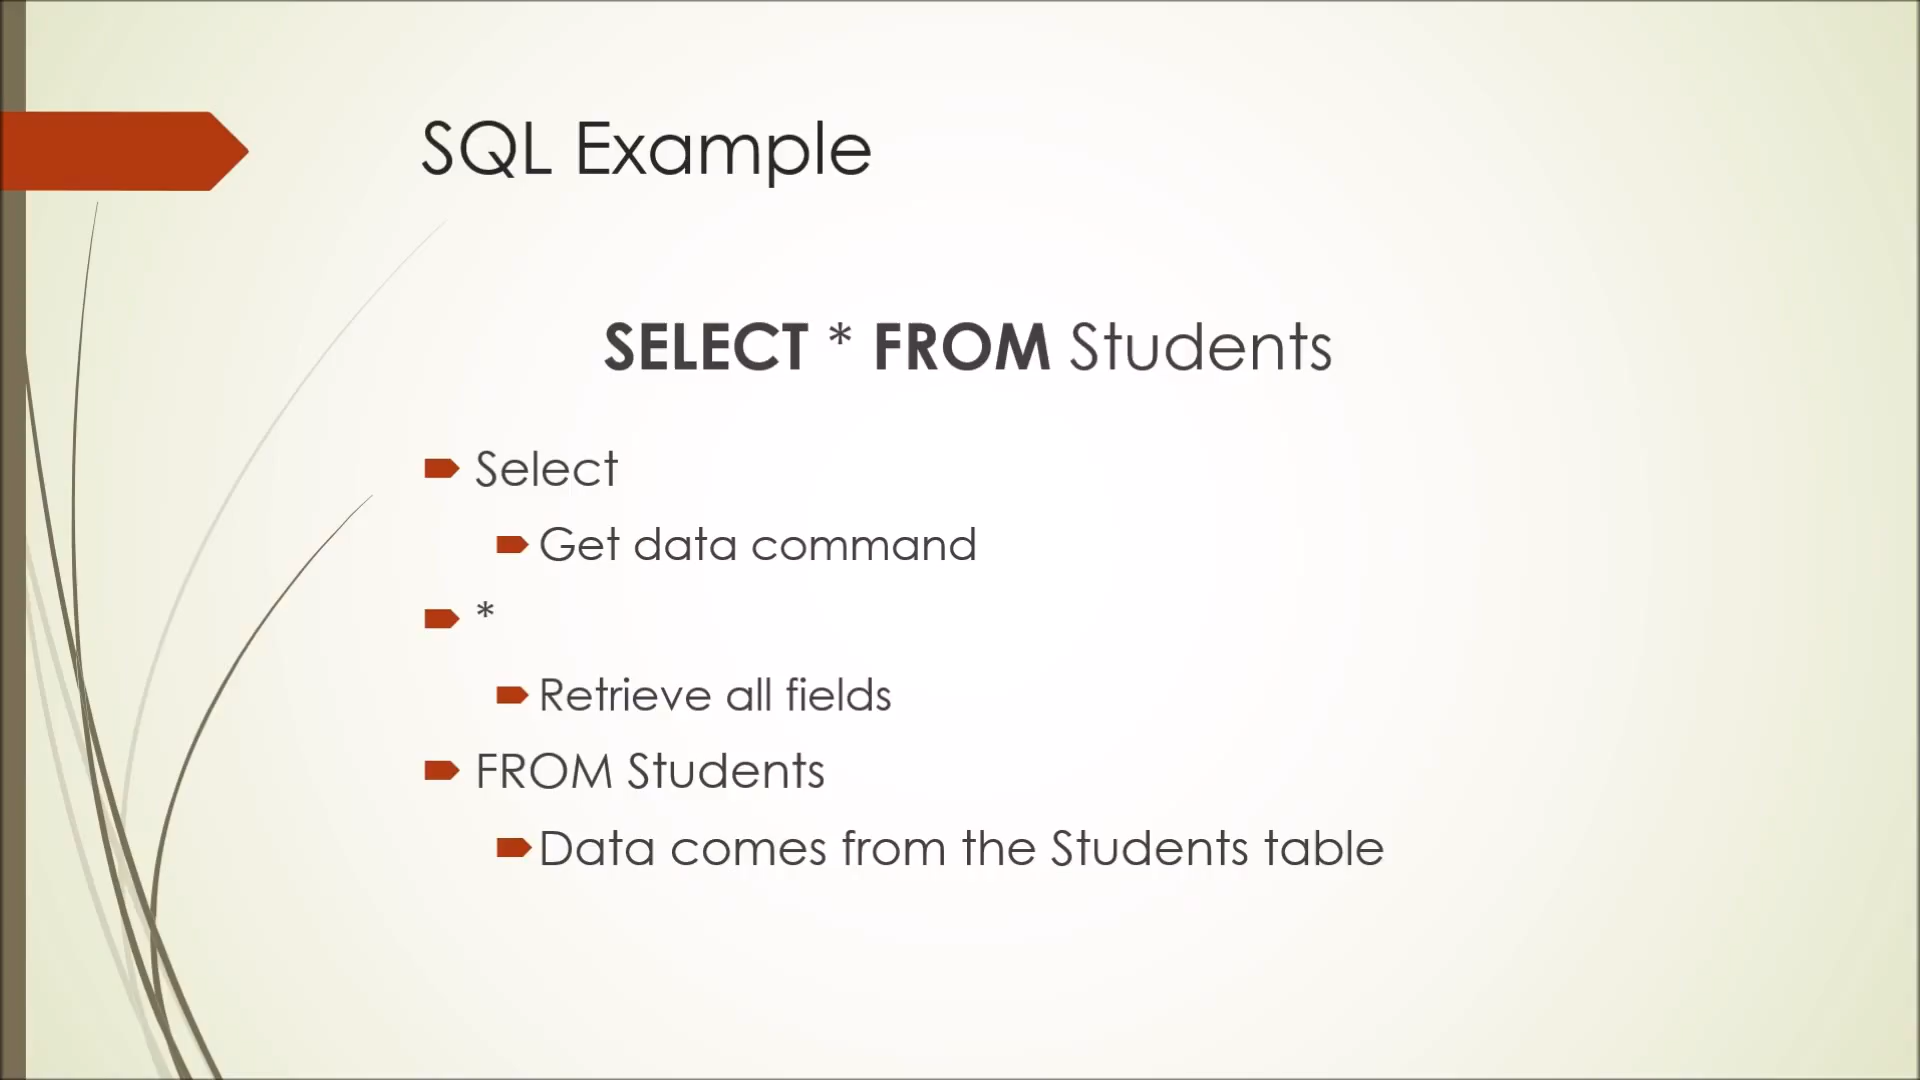 SQL Example
SELECT * FROM Students
Select
Get data command
*
Retrieve all fields
FROM Students
Data comes from the Students table